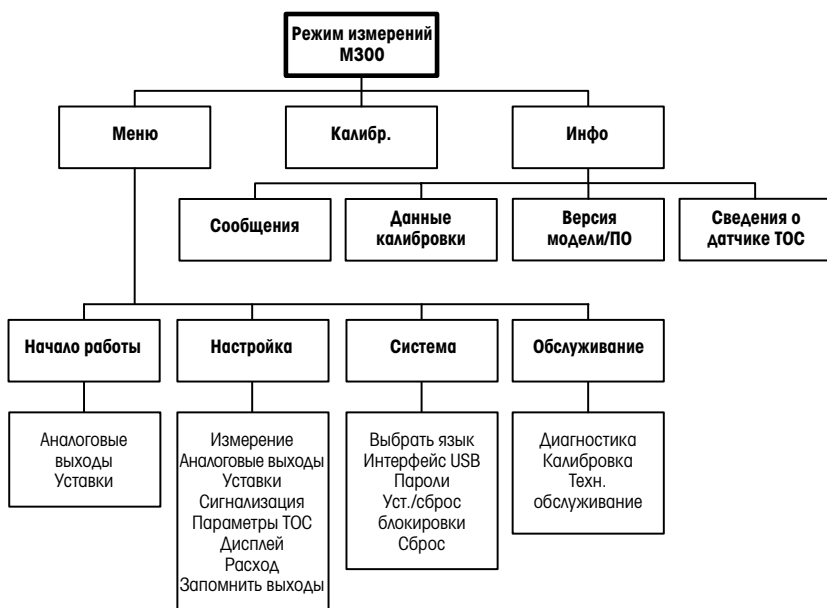 Режим измерений
M300
Меню
Калибр.
Инфо
Сообщения
Данные
калибровки
Версия
модели/ПО
Сведения о
датчике ТОС
Начало работы
Настройка
Система
Обслуживание
Аналоговые
выходы
Уставки
Измерение
Аналоговые выходы
Уставки
Сигнализация
Параметры ТОС
Дисплей
Расход
Запомнить выходы
Выбрать язык
Интерфейс USB
Пароли
Уст./сброс
блокировки
Сброс
Диагностика
Калибровка
Техн.
обслуживание